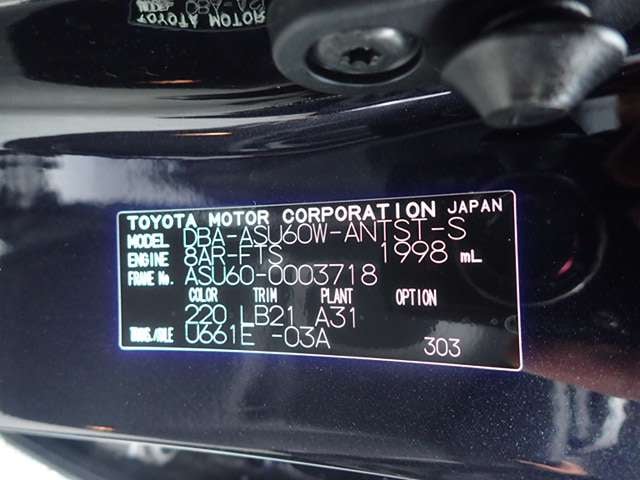 TOYOTA MOTOR CORPORATION JAPAN
MODEL DBA-ASU60W-ANTST-S
ENGINE 8AR-FTS 1998 mL
FRAME No. ASU60-0003718
COLOR TRIM PLANT OPTION
220 LB21 A31
TRANS./AXLE U661E -03A 303